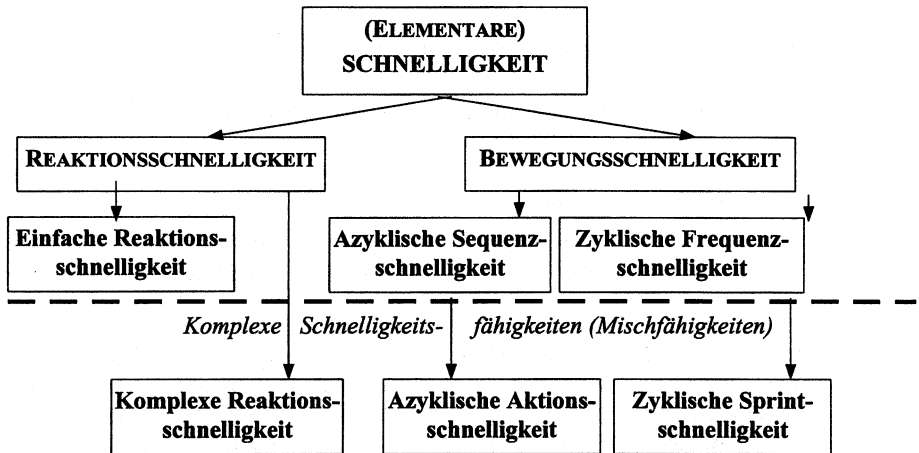 (ELEMENTARE)
SCHNELLIGKEIT
REAKTIONSSCHNELLIGKEIT
BEWEGUNGSSCHNELLIGKEIT
Einfache Reaktions-
schnelligkeit
Azyklische Sequenz-
schnelligkeit
Zyklische Frequenz-
schnelligkeit
Komplexe Schnelligkeits- fähigkeiten (Mischfähigkeiten)
Komplexe Reaktions-
schnelligkeit
Azyklische Aktions-
schnelligkeit
Zyklische Sprint-
schnelligkeit